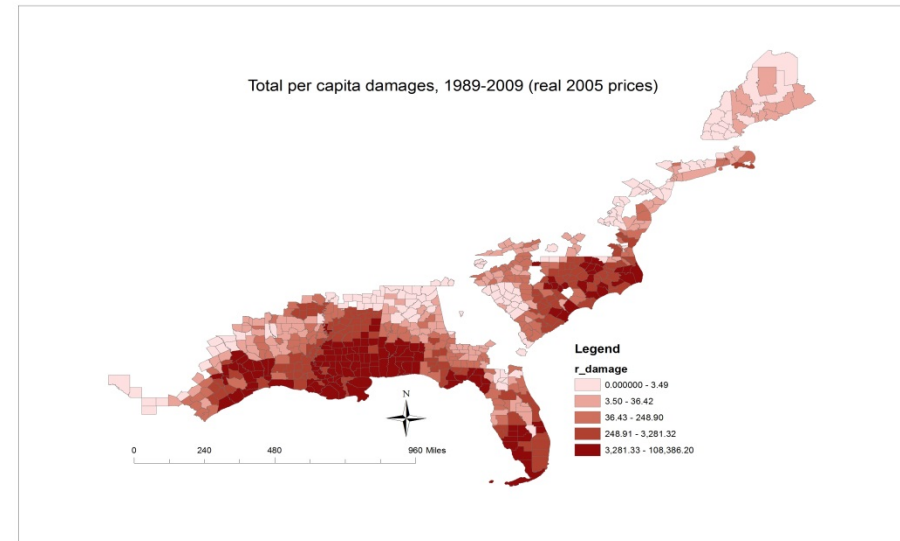 Total per capita damages, 1989-2009 (real 2005 prices)
Legend
r_damage
0.000000 - 3.49
3.50 - 36.42
36.43 - 248.90
248.91 - 3,281.32
3,281.33 - 108,386.20
N
0 240 480 960 Miles